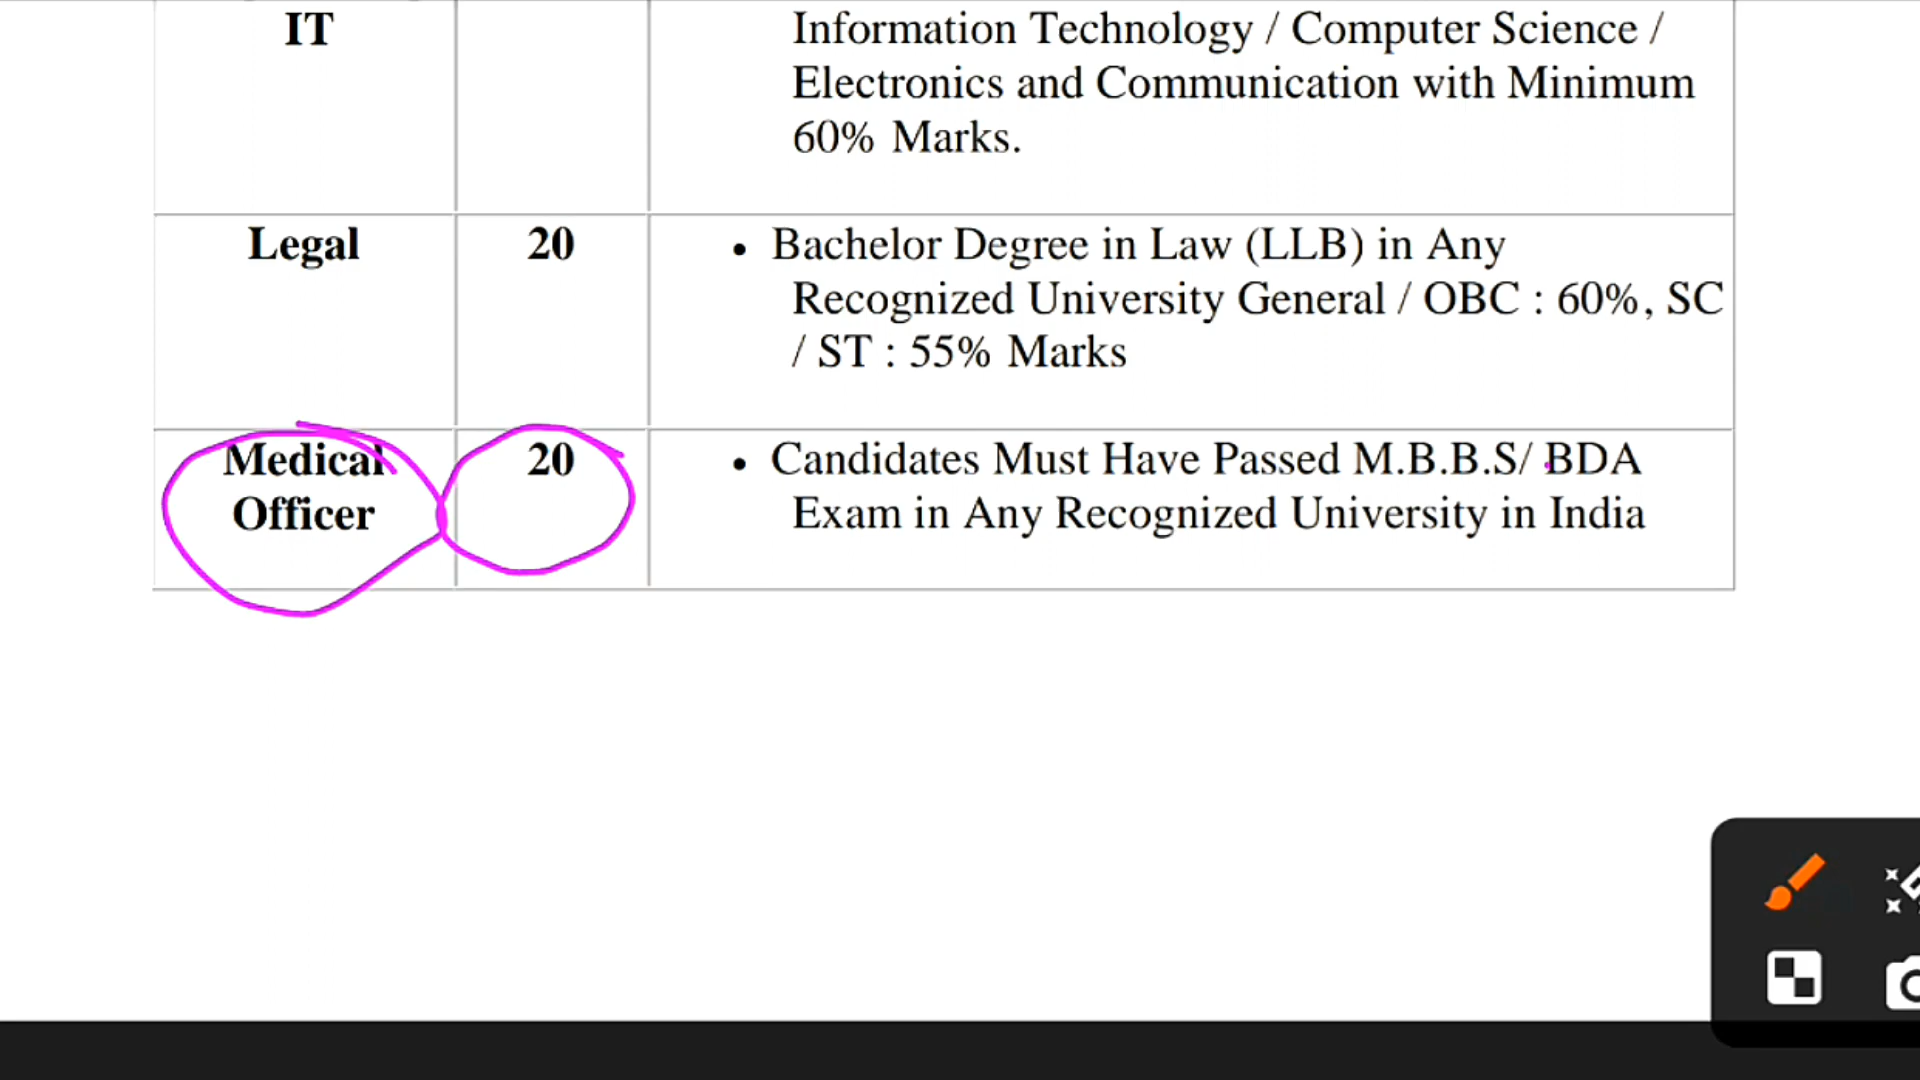 IT
Information Technology / Computer Science /
Electronics and Communication with Minimum
60% Marks.
Legal
20
• Bachelor Degree in Law (LLB) in Any
Recognized University General / OBC : 60%, SC
/ ST : 55% Marks
Medical
Officer
20
• Candidates Must Have Passed M.B.B.S/ BDA
Exam in Any Recognized University in India